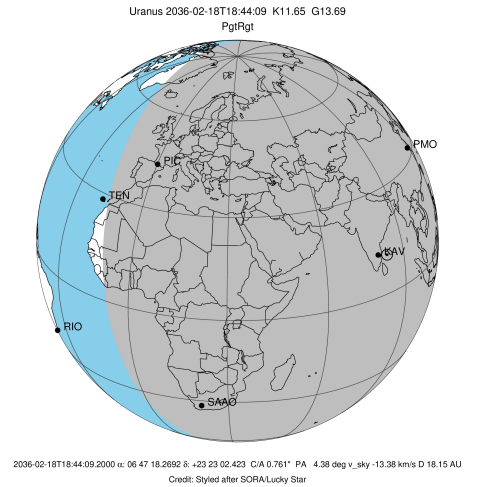 Uranus 2036-02-18T18:44:09 K11.65 G13.69
PgtRgt
PMO
PIC
TEN
KAV
RIO
SAAO
2036-02-18T18:44:09.2000 α: 06 47 18.2692 δ: +23 23 02.423 C/A 0.761" PA 4.38 deg v_sky -13.38 km/s D 18.15 AU
Credit: Styled after SORA/Lucky Star